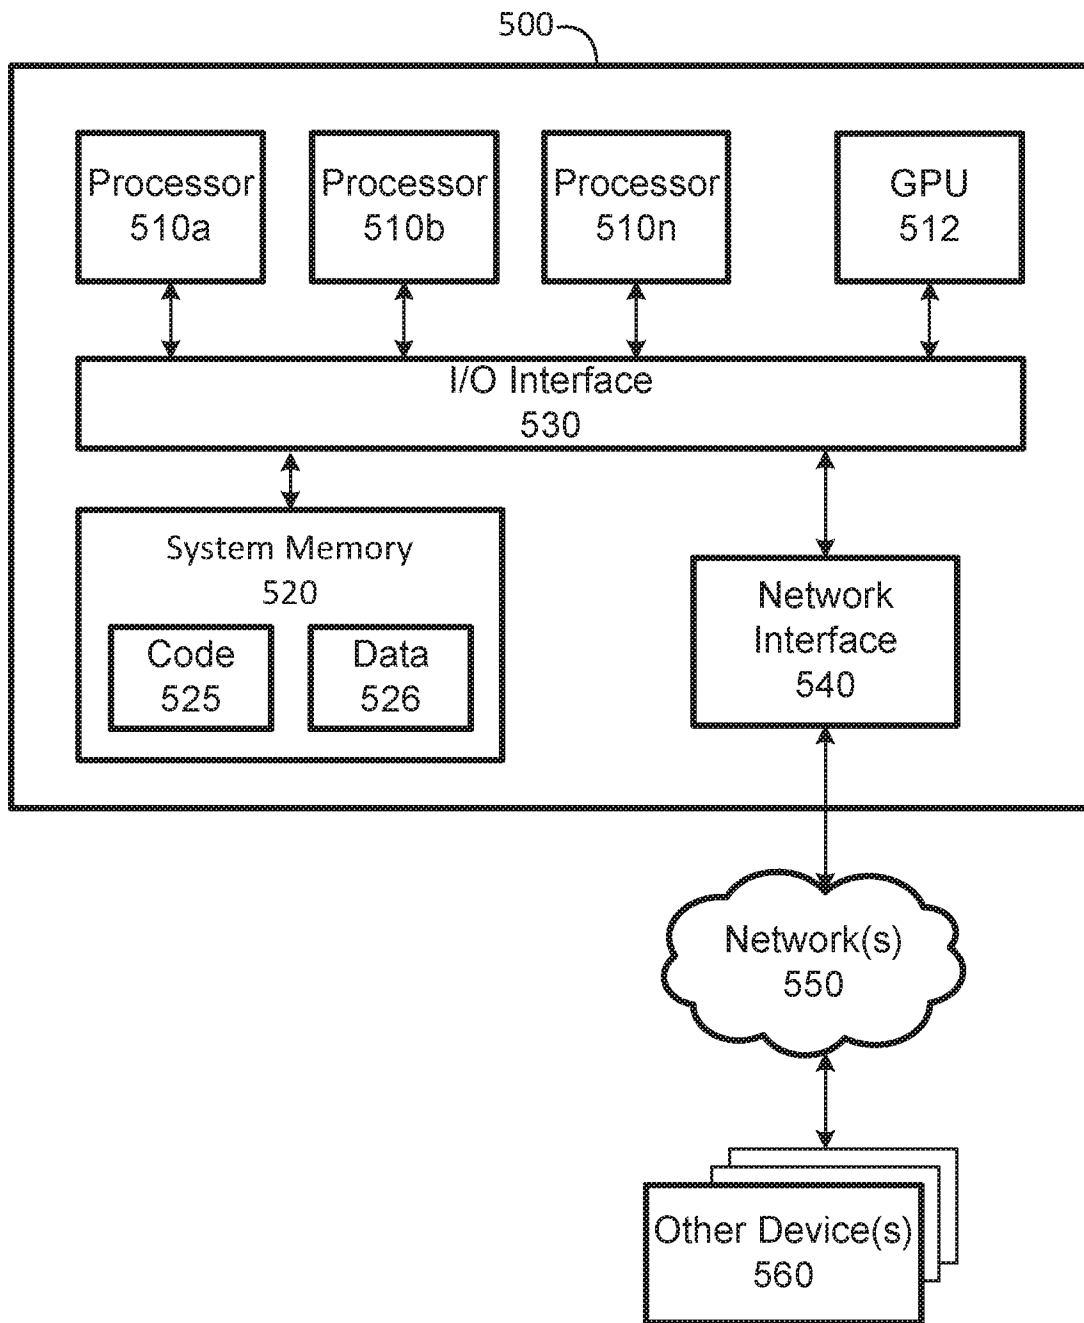 500
Processor
510a
Processor
510b
Processor
510n
GPU
512
I/O Interface
530
System Memory
520
Code
525
Data
526
Network
Interface
540
Network(s)
550
Other Device(s)
560